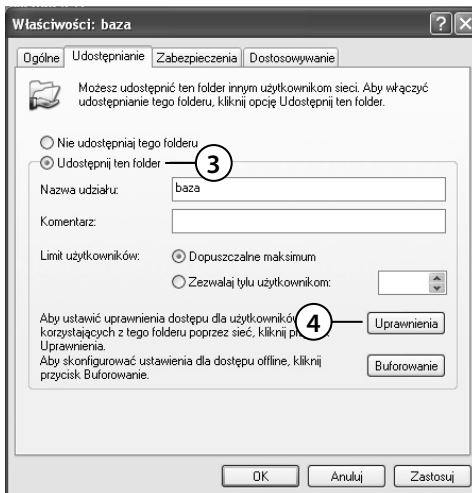 Właściwości: baza
Ogólne Udostępnianie Zabezpieczenia Dostosowywanie
Możesz udostępnić ten folder innym użytkownikom sieci. Aby włączyć
udostępnianie tego folderu, kliknij opcję Udostępnij ten folder.
Nie udostępniaj tego folderu
Udostępnij ten folder 3
Nazwa udziału: baza
Komentarz:
Limit użytkowników: Dopuszczalne maksimum
Zezwalaj tylu użytkownikom:
Aby ustawić uprawnienia dostępu dla użytkowników 4 Uprawnienia
korzystających z tego folderu poprzez sieć, kliknij
Uprawnienia.
Aby skonfigurować ustawienia dla dostępu offline, kliknij Buforowanie
przycisk Buforowanie.
OK Anuluj Zastosuj